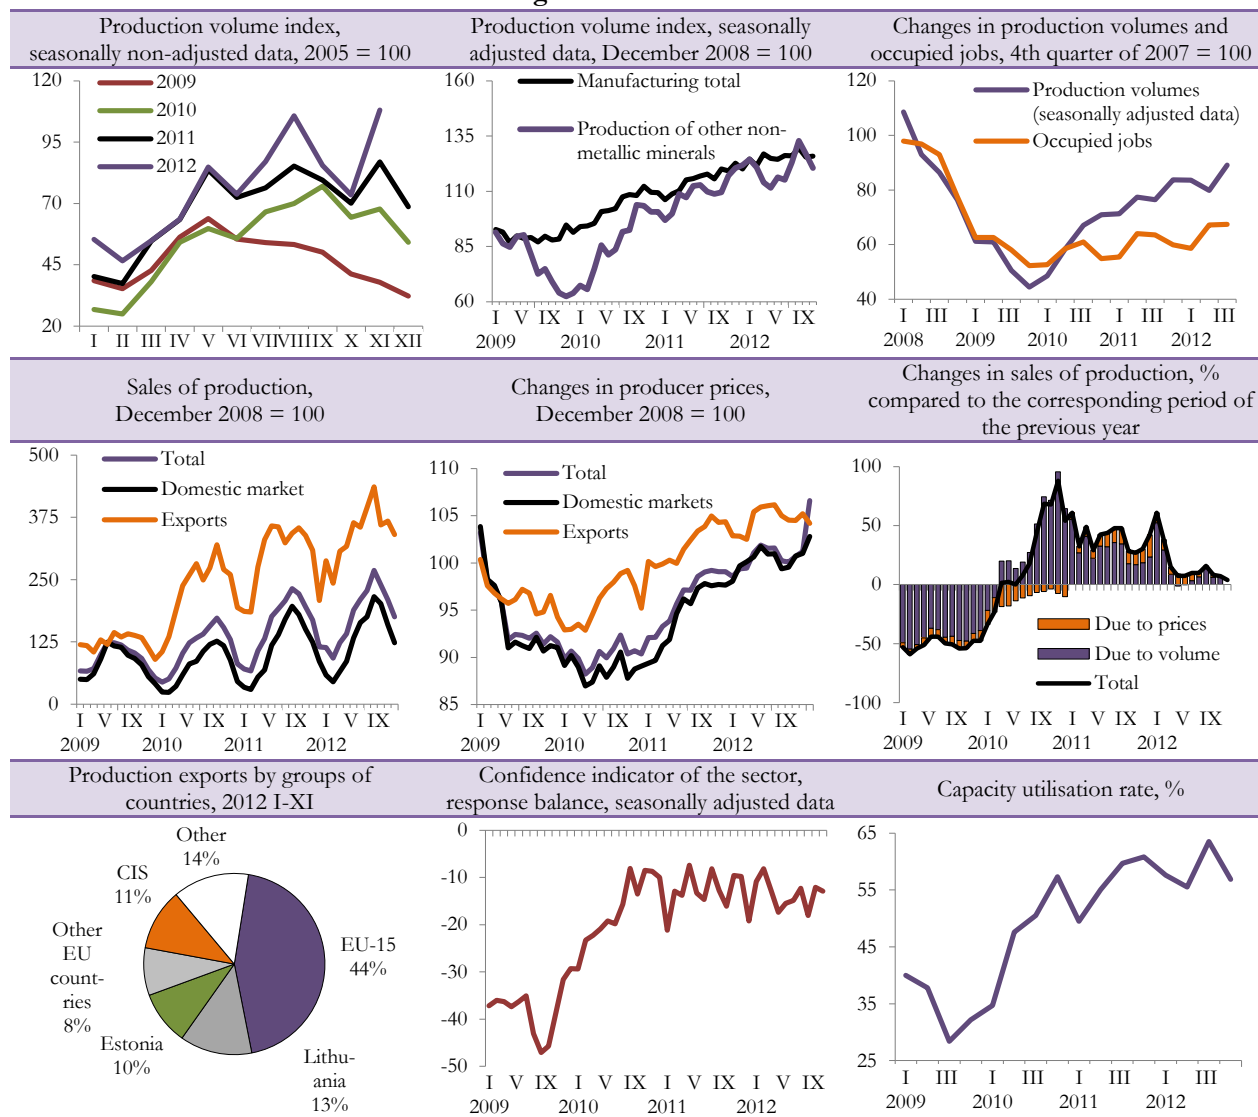 Production volume index,
seasonally non-adjusted data, 2005 = 100
Production volume index, seasonally
adjusted data, December 2008 = 100
Changes in production volumes and
occupied jobs, 4th quarter of 2007 = 100
120
95
70
45
20
2009
2010
2011
2012
I II III IV V VI VII VIII IX X XI XII
160
135
110
85
60
Manufacturing total
Production of other non-
metallic minerals
I V IX I V IX I V IX I V IX
2009 2010 2011 2012
120
100
80
60
40
Production volumes
(seasonally adjusted data)
Occupied jobs
I III I III I III I III I III
2008 2009 2010 2011 2012
Sales of production,
December 2008 = 100
Changes in producer prices,
December 2008 = 100
Changes in sales of production, %
compared to the corresponding period of
the previous year
500
375
250
125
0
Total
Domestic market
Exports
I V IX I V IX I V IX I V IX
2009 2010 2011 2012
110
105
100
95
90
85
Total
Domestic markets
Exports
I V IX I V IX I V IX I V IX
2009 2010 2011 2012
100
50
0
-50
-100
Due to prices
Due to volume
Total
I V IX I V IX I V IX I V IX
2009 2010 2011 2012
Production exports by groups of
countries, 2012 I-XI
Confidence indicator of the sector,
response balance, seasonally adjusted data
Capacity utilisation rate, %
Other
14%
CIS
11%
Other
EU
count-
ries
8%
Estonia
10%
Lithu-
ania
13%
EU-15
44%
-0
-10
-20
-30
-40
-50
I V IX I V IX I V IX I V IX
2009 2010 2011 2012
65
55
45
35
25
I III I III I III I III
2009 2010 2011 2012